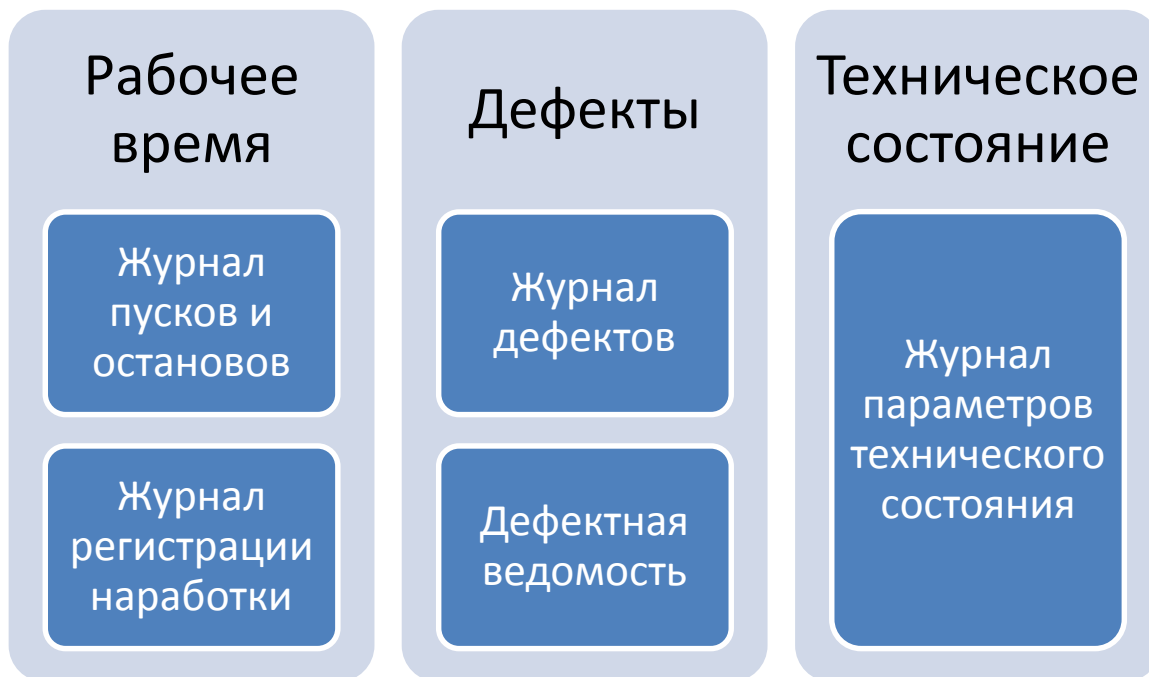 Рабочее
время
Журнал
пусков и
остановов
Журнал
регистрации
наработки
Дефекты
Журнал
дефектов
Дефектная
ведомость
Техническое
состояние
Журнал
параметров
технического
состояния